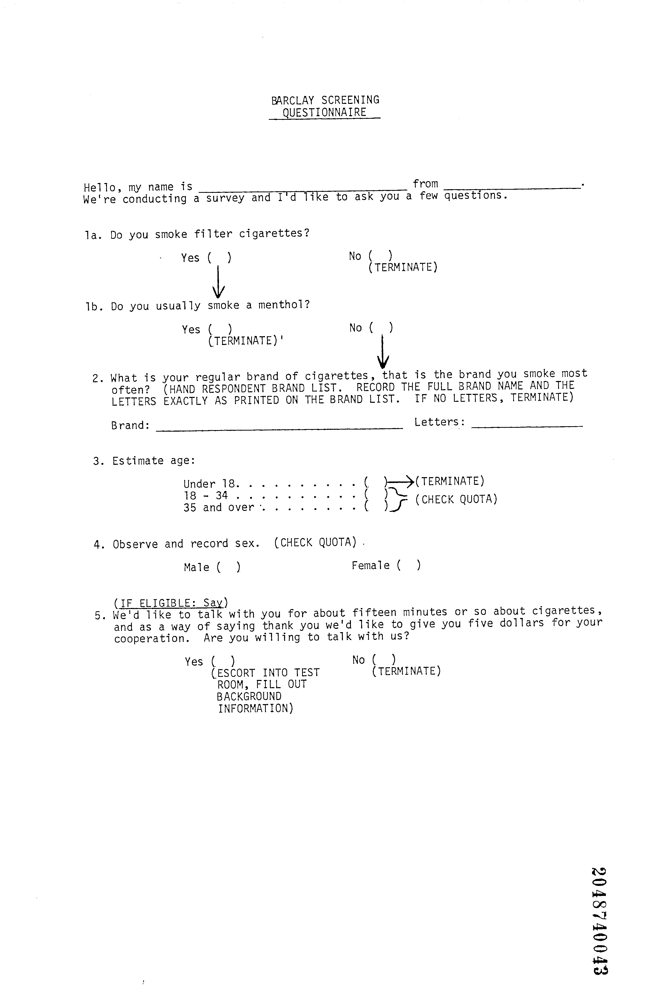 BARCLAY SCREENING
QUESTIONNAIRE
Hello, my name is ______________ from ______________.
We're conducting a survey and I'd like to ask you a few questions.
1a. Do you smoke filter cigarettes?
Yes ( ) No ( )
(TERMINATE)
1b. Do you usually smoke a menthol?
Yes ( ) No ( )
(TERMINATE)'
2. What is your regular brand of cigarettes, that is the brand you smoke most
often? (HAND RESPONDENT BRAND LIST. RECORD THE FULL BRAND NAME AND THE
LETTERS EXACTLY AS PRINTED ON THE BRAND LIST. IF NO LETTERS, TERMINATE)
Brand: ______________ Letters: ______________
3. Estimate age:
Under 18. . . . . . . . . . ( ) (TERMINATE)
18 - 34 . . . . . . . . . . ( )
(CHECK QUOTA)
35 and over . . . . . . . . ( )
4. Observe and record sex. (CHECK QUOTA) .
Male ( ) Female ( )
(IF ELIGIBLE: Say)
5. We'd like to talk with you for about fifteen minutes or so about cigarettes,
and as a way of saying thank you we'd like to give you five dollars for your
cooperation. Are you willing to talk with us?
Yes ( ) No ( )
(ESCORT INTO TEST (TERMINATE)
ROOM, FILL OUT
BACKGROUND
INFORMATION)
2048740043